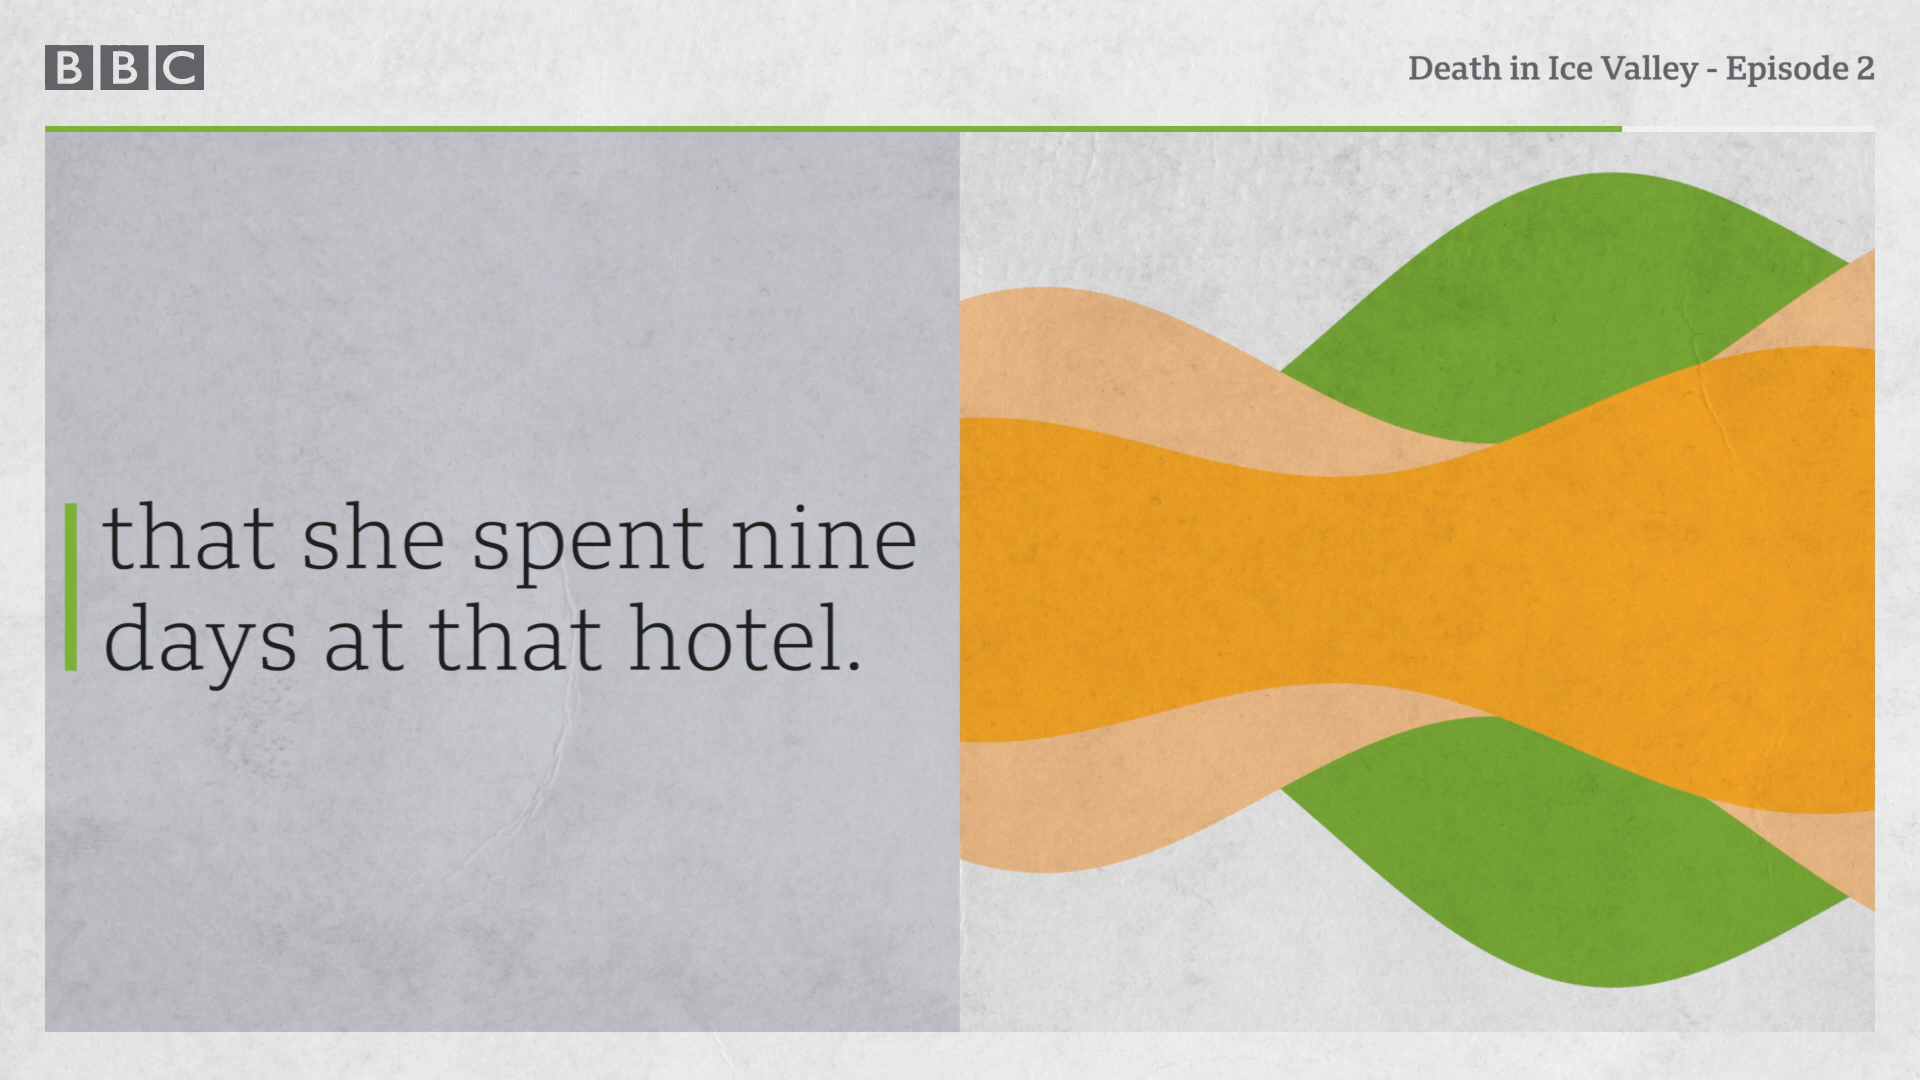 BBC
Death in Ice Valley - Episode 2
that she spent nine
days at that hotel.